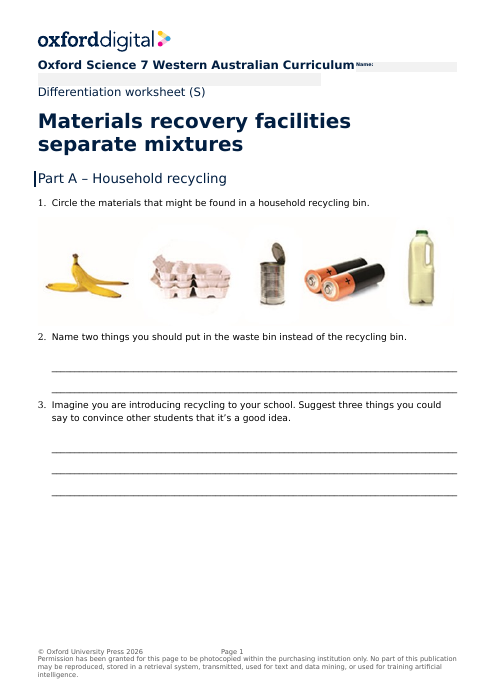 oxforddigital
Oxford Science 7 Western Australian Curriculum Name:
Differentiation worksheet (S)
Materials recovery facilities
separate mixtures
Part A – Household recycling
1. Circle the materials that might be found in a household recycling bin.
2. Name two things you should put in the waste bin instead of the recycling bin.
3. Imagine you are introducing recycling to your school. Suggest three things you could
say to convince other students that it’s a good idea.
© Oxford University Press 2026 Page 1
Permission has been granted for this page to be photocopied within the purchasing institution only. No part of this publication
may be reproduced, stored in a retrieval system, transmitted, used for text and data mining, or used for training artificial
intelligence.